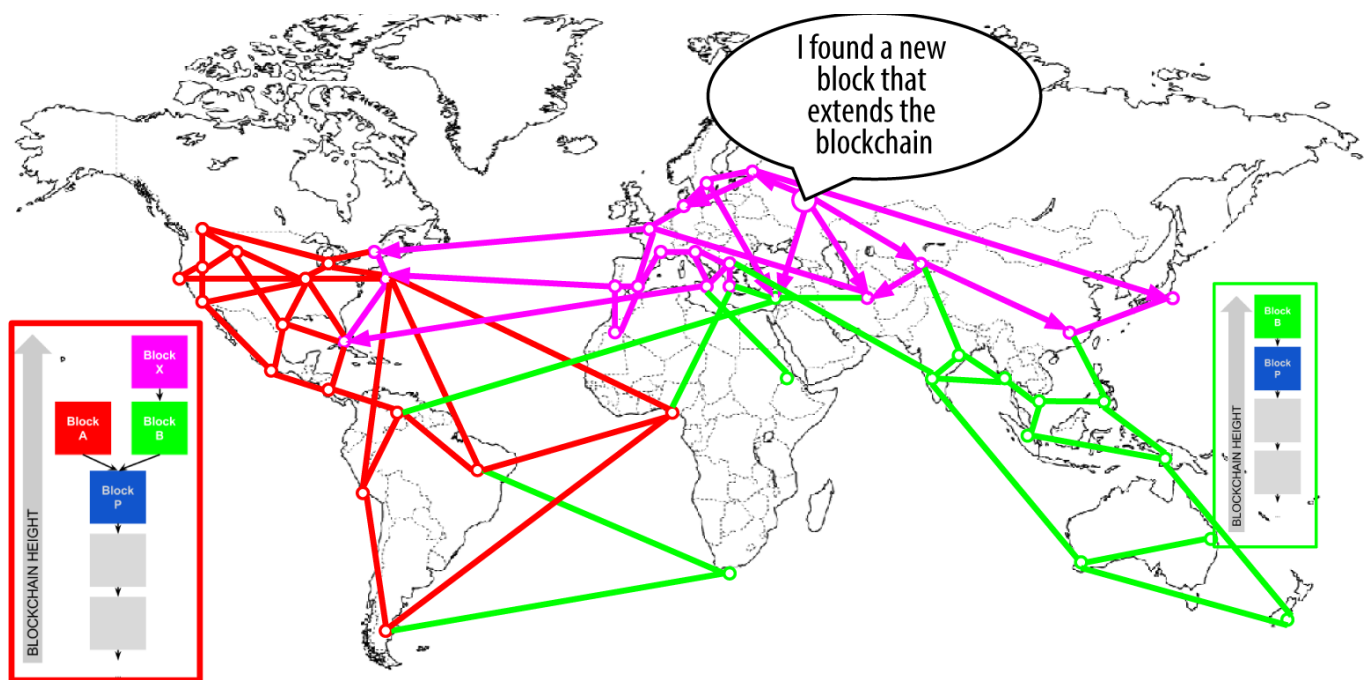 I found a new
block that
extends the
blockchain
BLOCKCHAIN HEIGHT
Block
X
Block
A
Block
B
Block
P
BLOCKCHAIN HEIGHT
Block
B
Block
P